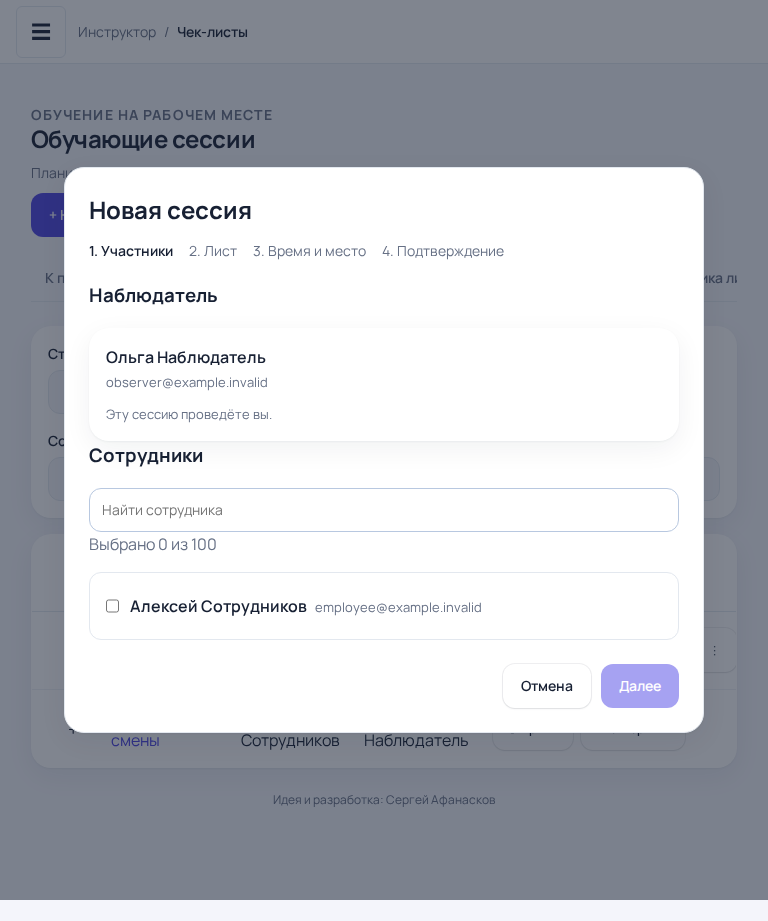 ☰ Инструктор / Чек-листы
ОБУЧЕНИЕ НА РАБОЧЕМ МЕСТЕ
Обучающие сессии
Новая сессия
1. Участники 2. Лист 3. Время и место 4. Подтверждение
Наблюдатель
Ольга Наблюдатель
observer@example.invalid
Эту сессию проведёте вы.
Сотрудники
Найти сотрудника
Выбрано 0 из 100
Алексей Сотрудников employee@example.invalid
Отмена Далее
смены Сотрудников Наблюдатель
Идея и разработка: Сергей Афанасков